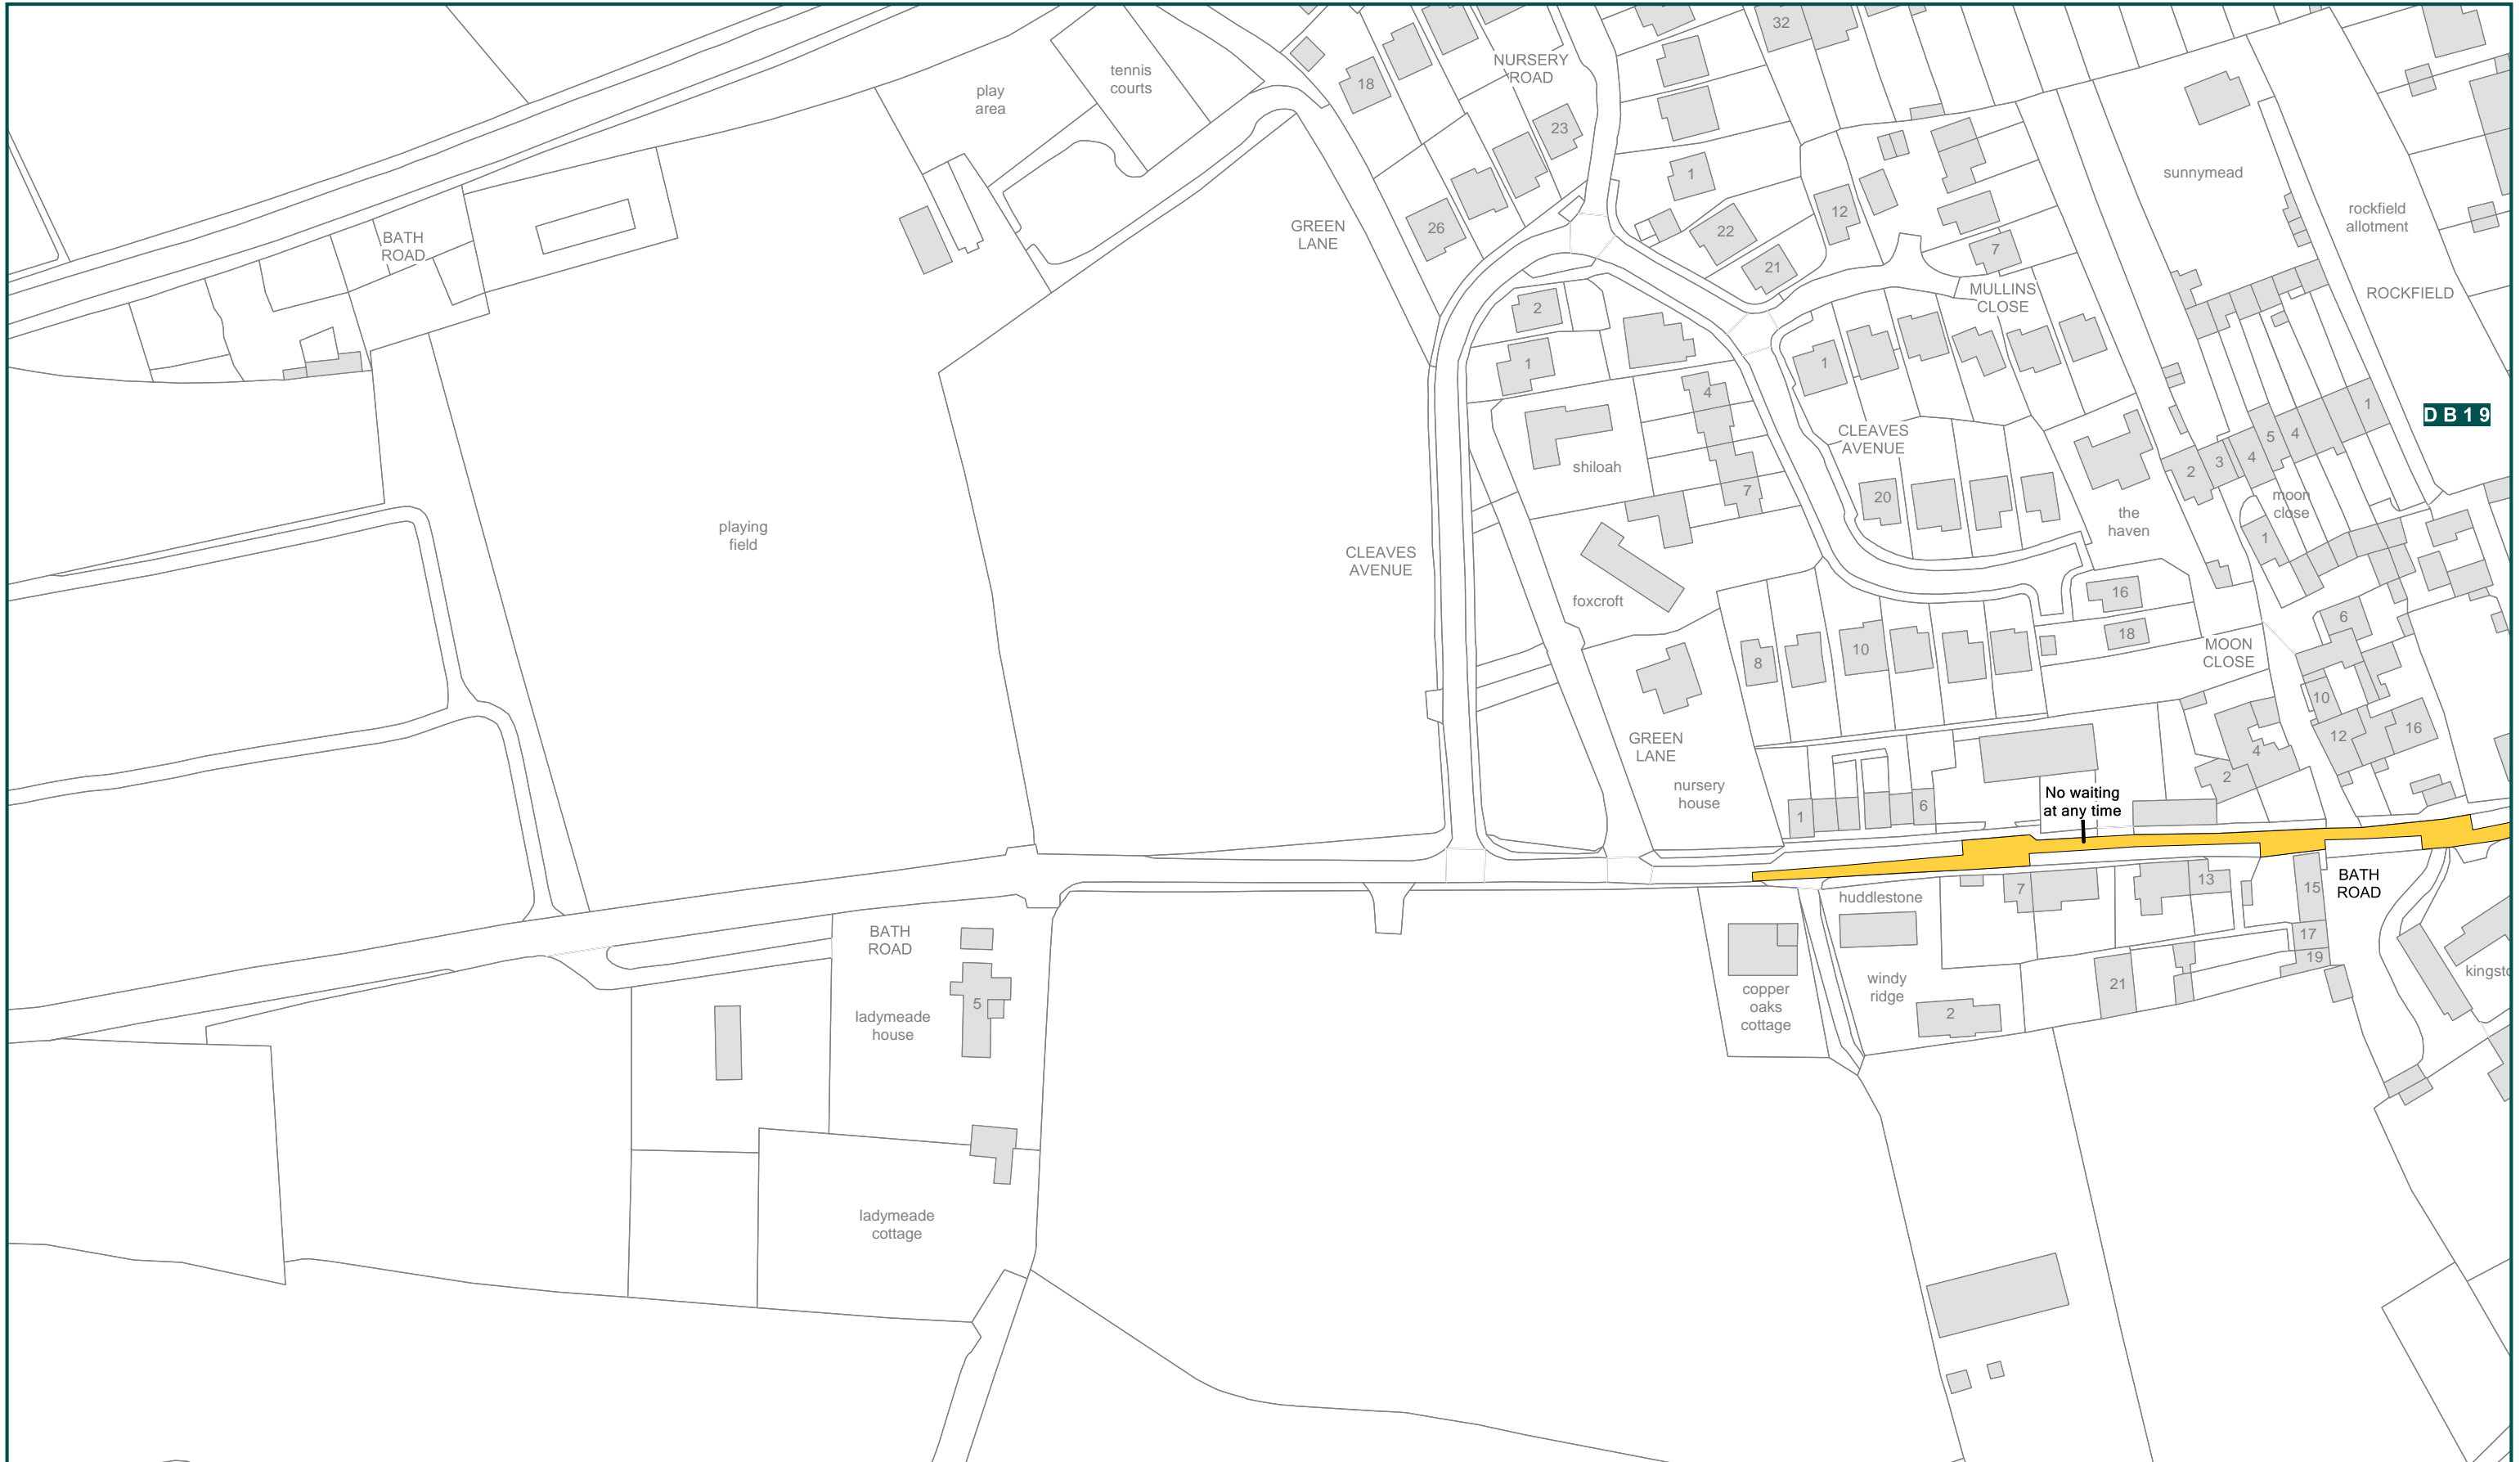 32
NURSERY
ROAD
18
tennis
courts
play
area
23
1
sunnymead
rockfield
allotment
12
22
26
GREEN
LANE
BATH
ROAD
21
7
MULLINS
CLOSE
ROCKFIELD
2
1
1
4
1
D B 1 9
CLEAVES
AVENUE
shiloah
5
4
4
3
2
7
20
moon
close
the
haven
1
playing
field
CLEAVES
AVENUE
foxcroft
16
6
18
MOON
CLOSE
8
10
10
16
12
GREEN
LANE
4
2
nursery
house
No waiting
at any time
1
6
BATH
ROAD
huddlestone
7
13
15
17
19
BATH
ROAD
kingsto
windy
ridge
21
copper
oaks
cottage
2
5
ladymeade
house
ladymeade
cottage